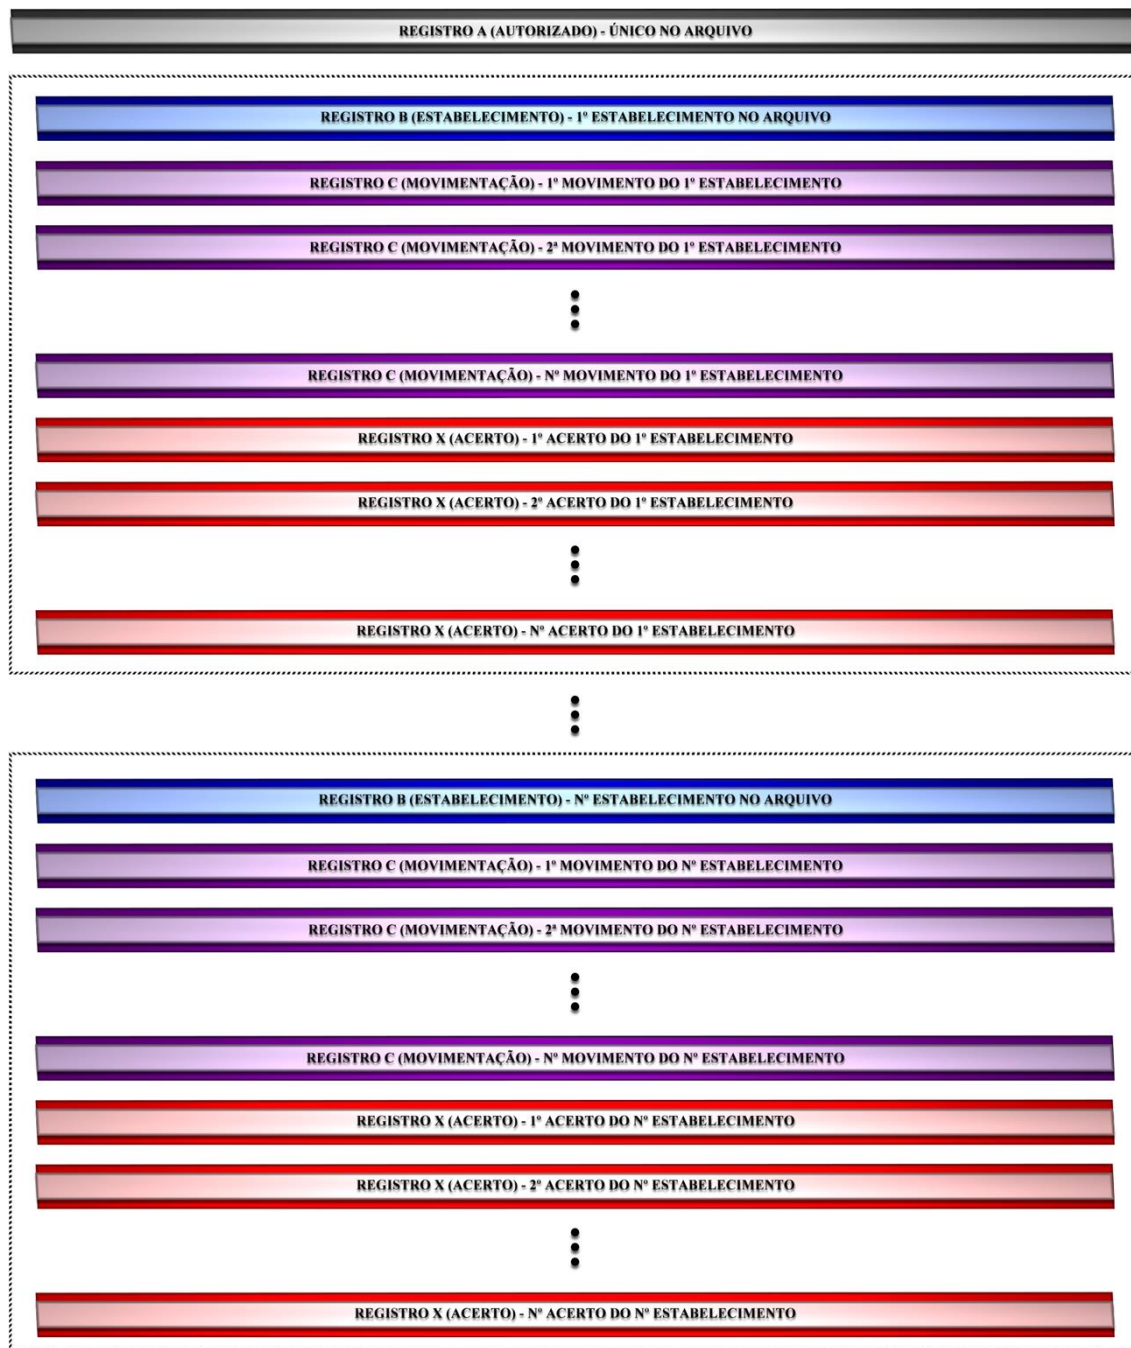 REGISTRO A (AUTORIZADO) - ÚNICO NO ARQUIVO
REGISTRO B (ESTABELECIMENTO) - 1º ESTABELECIMENTO NO ARQUIVO
REGISTRO C (MOVIMENTAÇÃO) - 1º MOVIMENTO DO 1º ESTABELECIMENTO
REGISTRO C (MOVIMENTAÇÃO) - 2ª MOVIMENTO DO 1º ESTABELECIMENTO
REGISTRO C (MOVIMENTAÇÃO) - Nº MOVIMENTO DO 1º ESTABELECIMENTO
REGISTRO X (ACERTO) - 1º ACERTO DO 1º ESTABELECIMENTO
REGISTRO X (ACERTO) - 2º ACERTO DO 1º ESTABELECIMENTO
REGISTRO X (ACERTO) - Nº ACERTO DO 1º ESTABELECIMENTO
REGISTRO B (ESTABELECIMENTO) - Nº ESTABELECIMENTO NO ARQUIVO
REGISTRO C (MOVIMENTAÇÃO) - 1º MOVIMENTO DO Nº ESTABELECIMENTO
REGISTRO C (MOVIMENTAÇÃO) - 2ª MOVIMENTO DO Nº ESTABELECIMENTO
REGISTRO C (MOVIMENTAÇÃO) - Nº MOVIMENTO DO Nº ESTABELECIMENTO
REGISTRO X (ACERTO) - 1º ACERTO DO Nº ESTABELECIMENTO
REGISTRO X (ACERTO) - 2º ACERTO DO Nº ESTABELECIMENTO
REGISTRO X (ACERTO) - Nº ACERTO DO Nº ESTABELECIMENTO